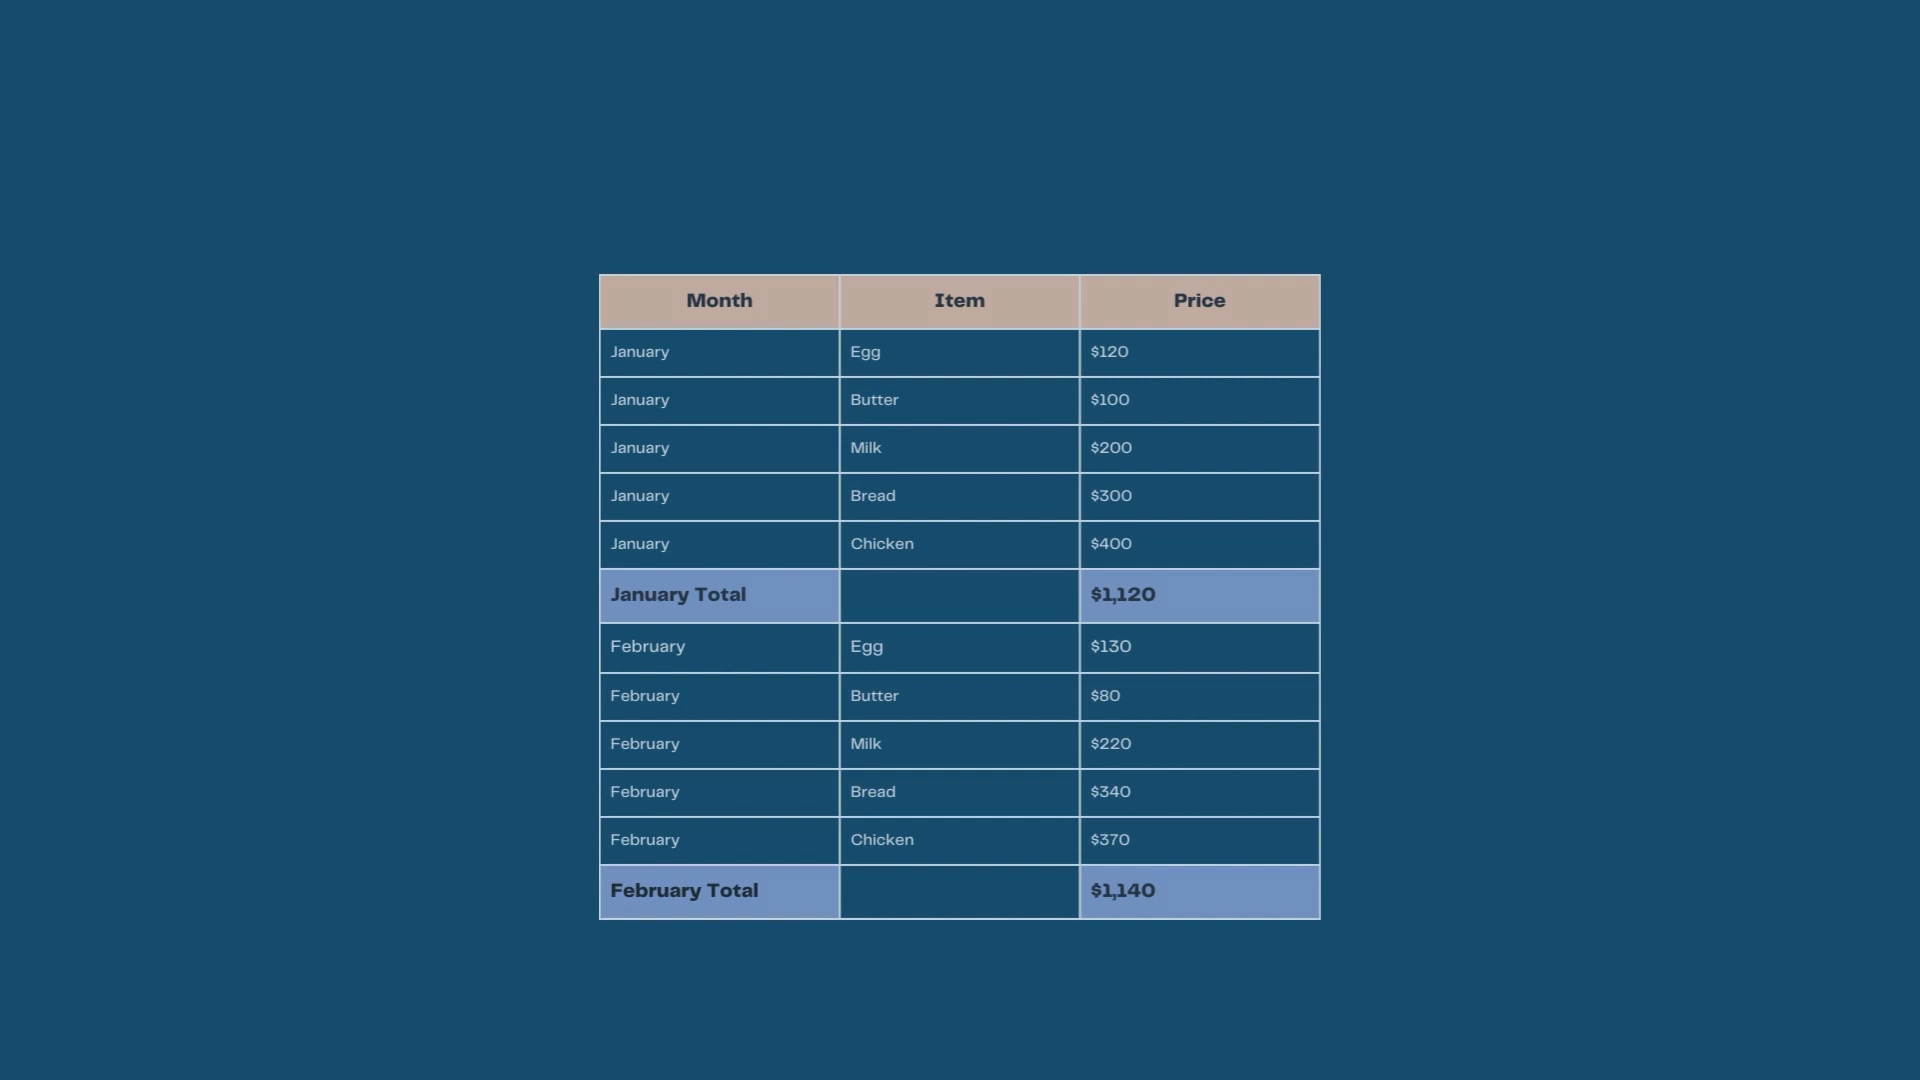 Month Item Price
January Egg $120
January Butter $100
January Milk $200
January Bread $300
January Chicken $400
January Total $1,120
February Egg $130
February Butter $80
February Milk $220
February Bread $340
February Chicken $370
February Total $1,140